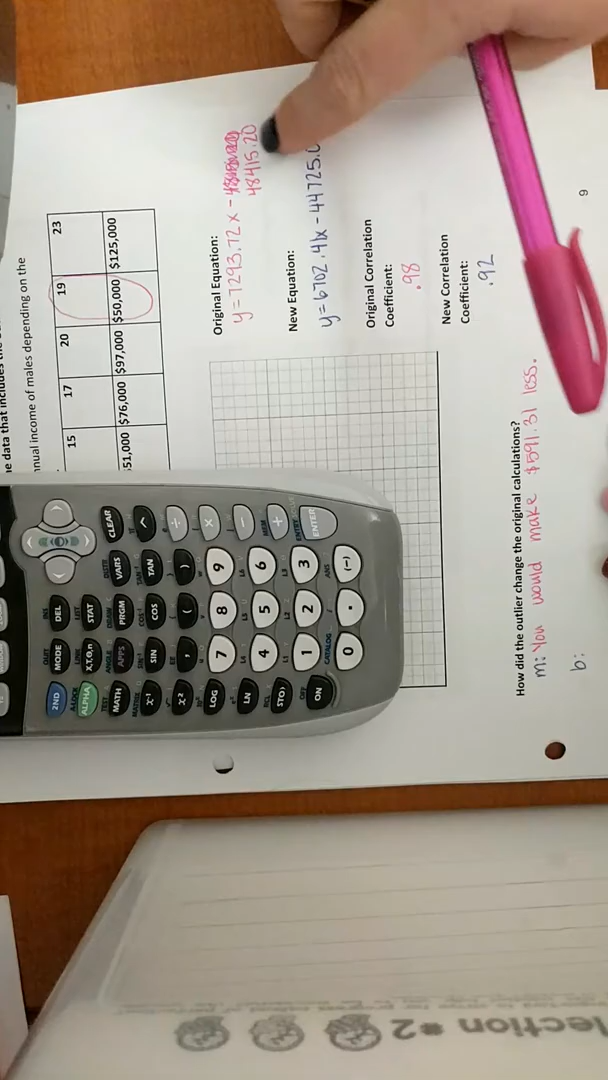 e data that includes the
nnual income of males depending on the
15 17 20 19 23
51,000 $76,000 $97,000 $50,000 $125,000
Original Equation:
y = 7293.72x -
48415.20
New Equation:
y=6702.41x - 44725.0
Original Correlation
Coefficient:
.98
New Correlation
Coefficient:
.92
How did the outlier change the original calculations?
m: You would make $591.31 less.
b:
9
2ND MODE DEL
ALPHA X,T,Θ,n STAT
MATH APPS PRGM VARS CLEAR
x⁻¹ SIN COS TAN ^
x² , ( ) ÷
LOG 7 8 9 ×
LN 4 5 6 −
STO› 1 2 3 +
ON 0 . (−) ENTER
lection #2